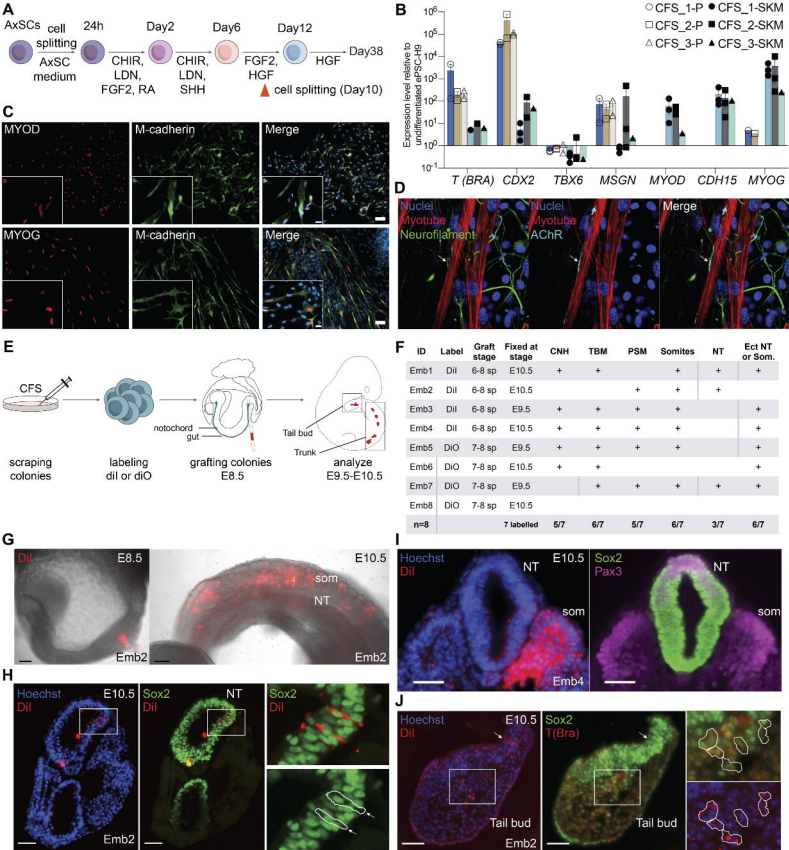 A
AxSCs
cell
splitting
24h
Day2
Day6
Day12
Day38
AxSC
medium
CHIR,
LDN,
FGF2, RA
CHIR,
LDN,
SHH
FGF2,
HGF
HGF
cell splitting (Day10)
B
Expression level relative to
undifferentiated ePSC-H9
10⁶
10⁵
10⁴
10³
10²
10¹
1
10⁻¹
CFS_1-P
CFS_1-SKM
CFS_2-P
CFS_2-SKM
CFS_3-P
CFS_3-SKM
T (BRA)
CDX2
TBX6
MSGN
MYOD
CDH15
MYOG
C
MYOD
M-cadherin
Merge
MYOG
M-cadherin
Merge
D
Nuclei
Myotube
Neurofilament
Nuclei
Myotube
AChR
Merge
E
CFS
notochord
gut
Tail bud
Trunk
scraping
colonies
labeling
diI or diO
grafting colonies
E8.5
analyze
E9.5-E10.5
F
ID Label Graft stage Fixed at stage CNH TBM PSM Somites NT Ect NT or Som.
Emb1 DiI 6-8 sp E10.5 + + + +
Emb2 DiI 6-8 sp E10.5 + + +
Emb3 DiI 6-8 sp E9.5 + + + + +
Emb4 DiI 6-8 sp E10.5 + + + + +
Emb5 DiO 7-8 sp E9.5 + + + + +
Emb6 DiO 7-8 sp E10.5 + + +
Emb7 DiO 7-8 sp E9.5 + + + + +
Emb8 DiO 7-8 sp E10.5
n=8 7 labelled 5/7 6/7 5/7 6/7 3/7 6/7
G
DiI
E8.5
Emb2
E10.5
som
NT
Emb2
H
Hoechst
DiI
E10.5
Emb2
Sox2
DiI
NT
Sox2
DiI
Sox2
I
Hoechst
DiI
E10.5
NT
som
Emb4
Sox2
Pax3
NT
som
J
Hoechst
DiI
E10.5
Tail bud
Emb2
Sox2
T(Bra)
Tail bud